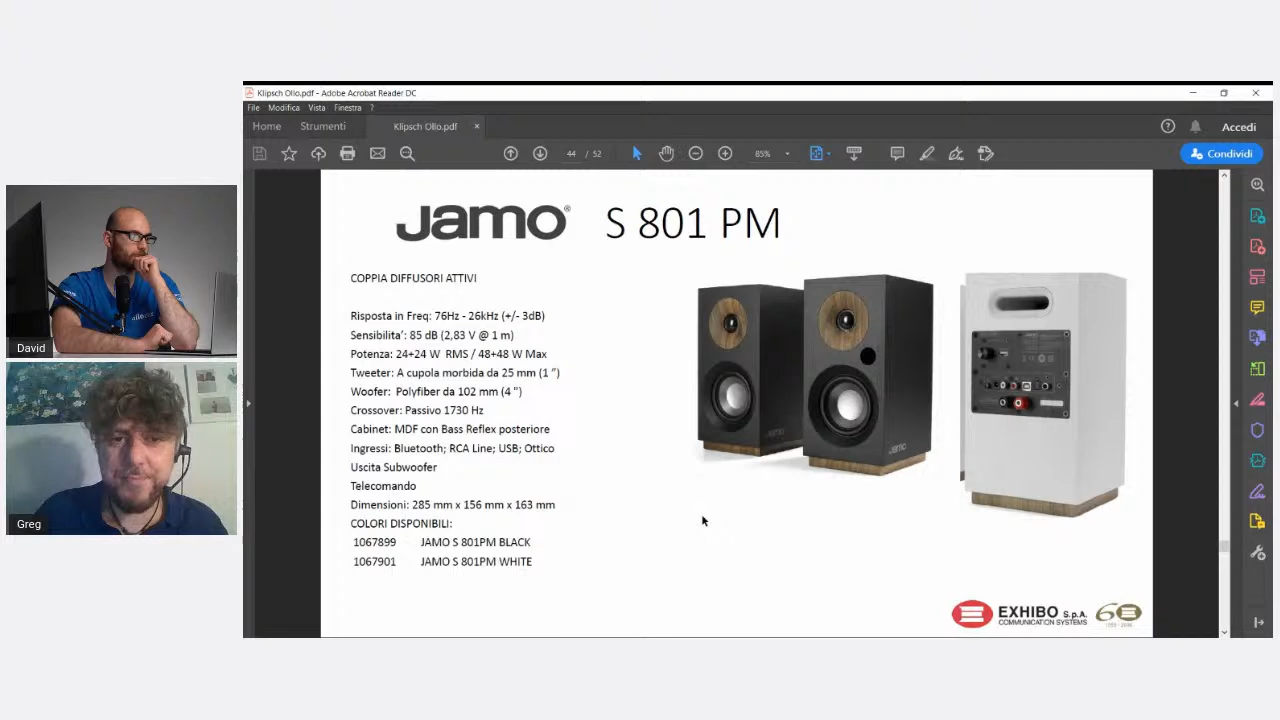 Klipsch Ollo.pdf - Adobe Acrobat Reader DC
File Modifica Vista Finestra ?
Home Strumenti Klipsch Ollo.pdf × Accedi
44 / 52 85% Condividi
Jamo® S 801 PM
COPPIA DIFFUSORI ATTIVI
Risposta in Freq: 76Hz - 26kHz (+/- 3dB)
Sensibilita': 85 dB (2,83 V @ 1 m)
Potenza: 24+24 W RMS / 48+48 W Max
Tweeter: A cupola morbida da 25 mm (1 ")
Woofer: Polyfiber da 102 mm (4 ")
Crossover: Passivo 1730 Hz
Cabinet: MDF con Bass Reflex posteriore
Ingressi: Bluetooth; RCA Line; USB; Ottico
Uscita Subwoofer
Telecomando
Dimensioni: 285 mm x 156 mm x 163 mm
COLORI DISPONIBILI:
1067899 JAMO S 801PM BLACK
1067901 JAMO S 801PM WHITE
Jamo
EXHIBO S.p.A.
COMMUNICATION SYSTEMS
60
David
Greg